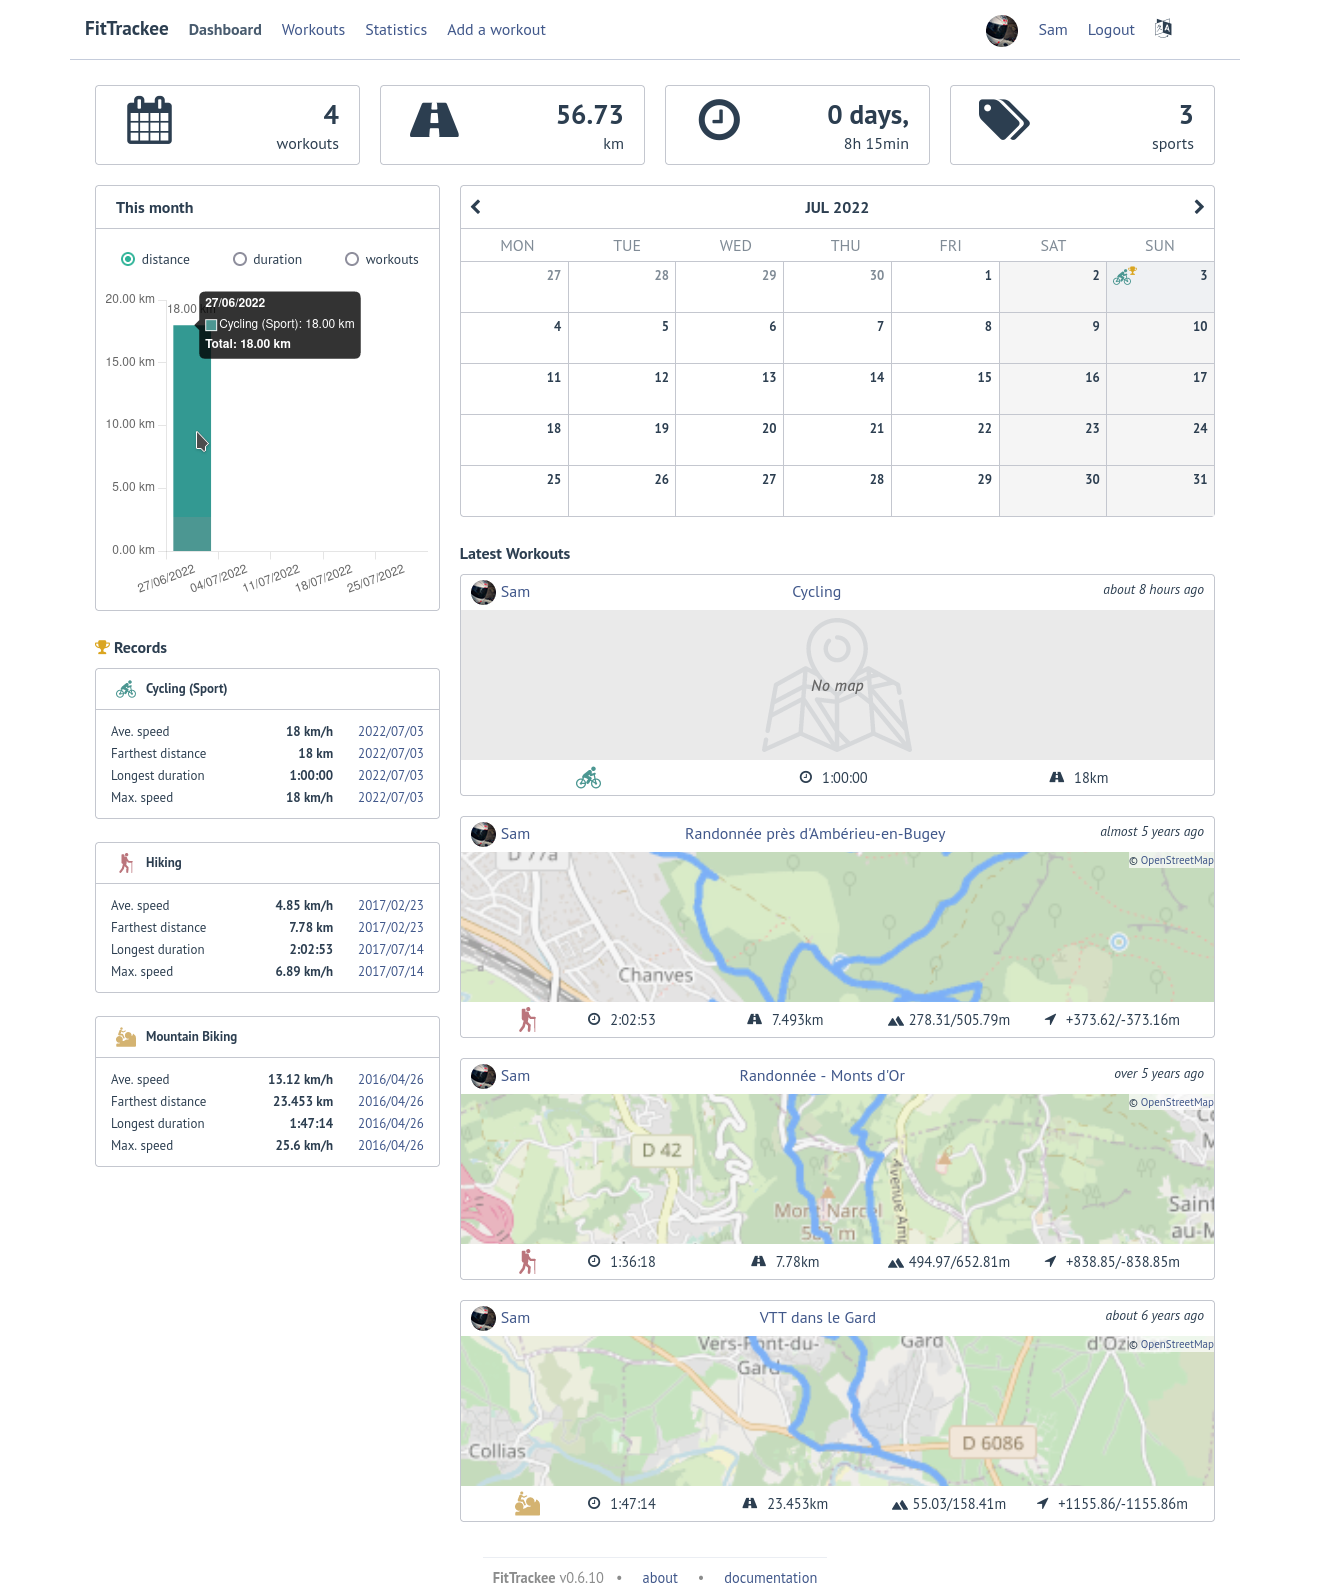 FitTrackee Dashboard Workouts Statistics Add a workout Sam Logout
4
workouts
56.73
km
0 days,
8h 15min
3
sports
This month
distance duration workouts
20.00 km
15.00 km
10.00 km
5.00 km
0.00 km
18.00 km
27/06/2022
Cycling (Sport): 18.00 km
Total: 18.00 km
27/06/2022 04/07/2022 11/07/2022 18/07/2022 25/07/2022
Records
Cycling (Sport)
Ave. speed 18 km/h 2022/07/03
Farthest distance 18 km 2022/07/03
Longest duration 1:00:00 2022/07/03
Max. speed 18 km/h 2022/07/03
Hiking
Ave. speed 4.85 km/h 2017/02/23
Farthest distance 7.78 km 2017/02/23
Longest duration 2:02:53 2017/07/14
Max. speed 6.89 km/h 2017/07/14
Mountain Biking
Ave. speed 13.12 km/h 2016/04/26
Farthest distance 23.453 km 2016/04/26
Longest duration 1:47:14 2016/04/26
Max. speed 25.6 km/h 2016/04/26
JUL 2022
MON TUE WED THU FRI SAT SUN
27 28 29 30 1 2 3
4 5 6 7 8 9 10
11 12 13 14 15 16 17
18 19 20 21 22 23 24
25 26 27 28 29 30 31
Latest Workouts
Sam Cycling about 8 hours ago
No map
1:00:00 18km
Sam Randonnée près d'Ambérieu-en-Bugey almost 5 years ago
© OpenStreetMap
D 77a
Chanves
2:02:53 7.493km 278.31/505.79m +373.62/-373.16m
Sam Randonnée - Monts d'Or over 5 years ago
© OpenStreetMap
D 42
Avenue
Mont Narcel
Saint
au-M
1:36:18 7.78km 494.97/652.81m +838.85/-838.85m
Sam VTT dans le Gard about 6 years ago
© OpenStreetMap
Vers-Pont-du-
Gard
Gard
d'Ozi
D 6086
Collias
1:47:14 23.453km 55.03/158.41m +1155.86/-1155.86m
FitTrackee v0.6.10 • about • documentation